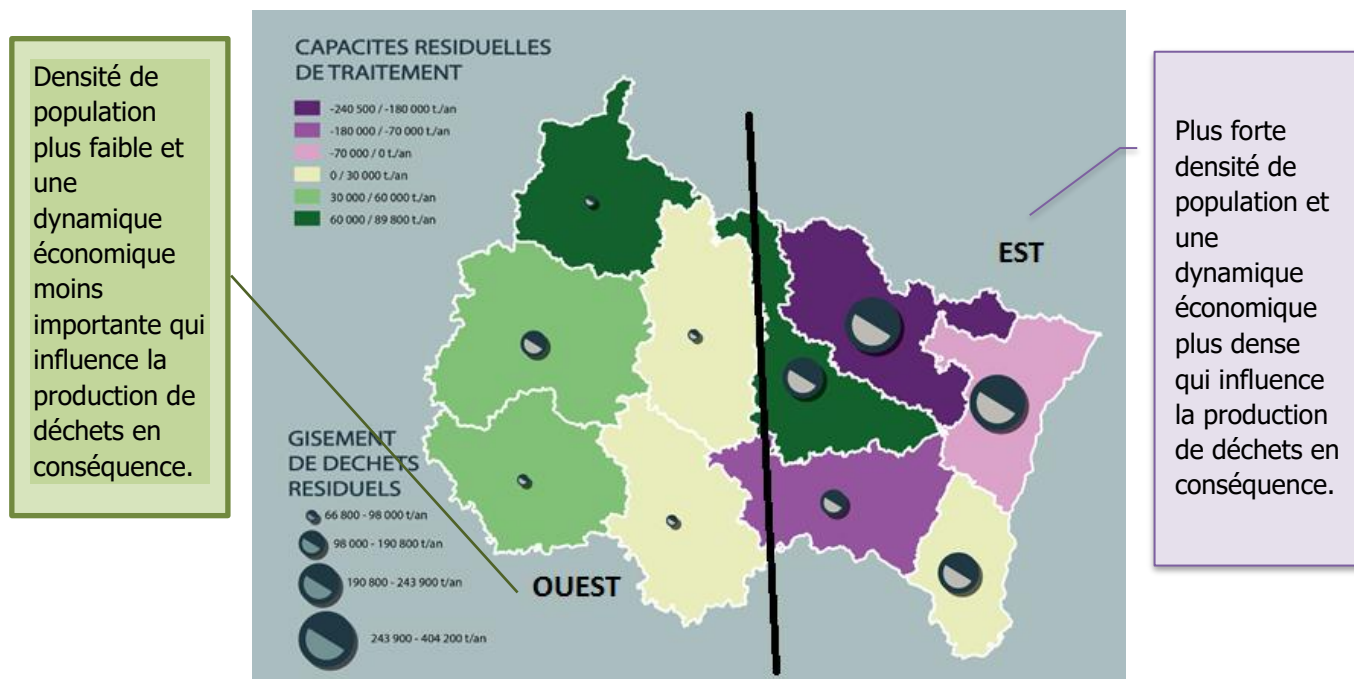 Densité de
population
plus faible et
une
dynamique
économique
moins
importante qui
influence la
production de
déchets en
conséquence.
CAPACITES RESIDUELLES
DE TRAITEMENT
-240 500 / -180 000 t./an
-180 000 / -70 000 t./an
-70 000 / 0 t./an
0 / 30 000 t./an
30 000 / 60 000 t./an
60 000 / 89 800 t./an
EST
OUEST
GISEMENT
DE DECHETS
RESIDUELS
66 800 - 98 000 t/an
98 000 - 190 800 t/an
190 800 - 243 900 t/an
243 900 - 404 200 t/an
Plus forte
densité de
population et
une
dynamique
économique
plus dense
qui influence
la production
de déchets en
conséquence.